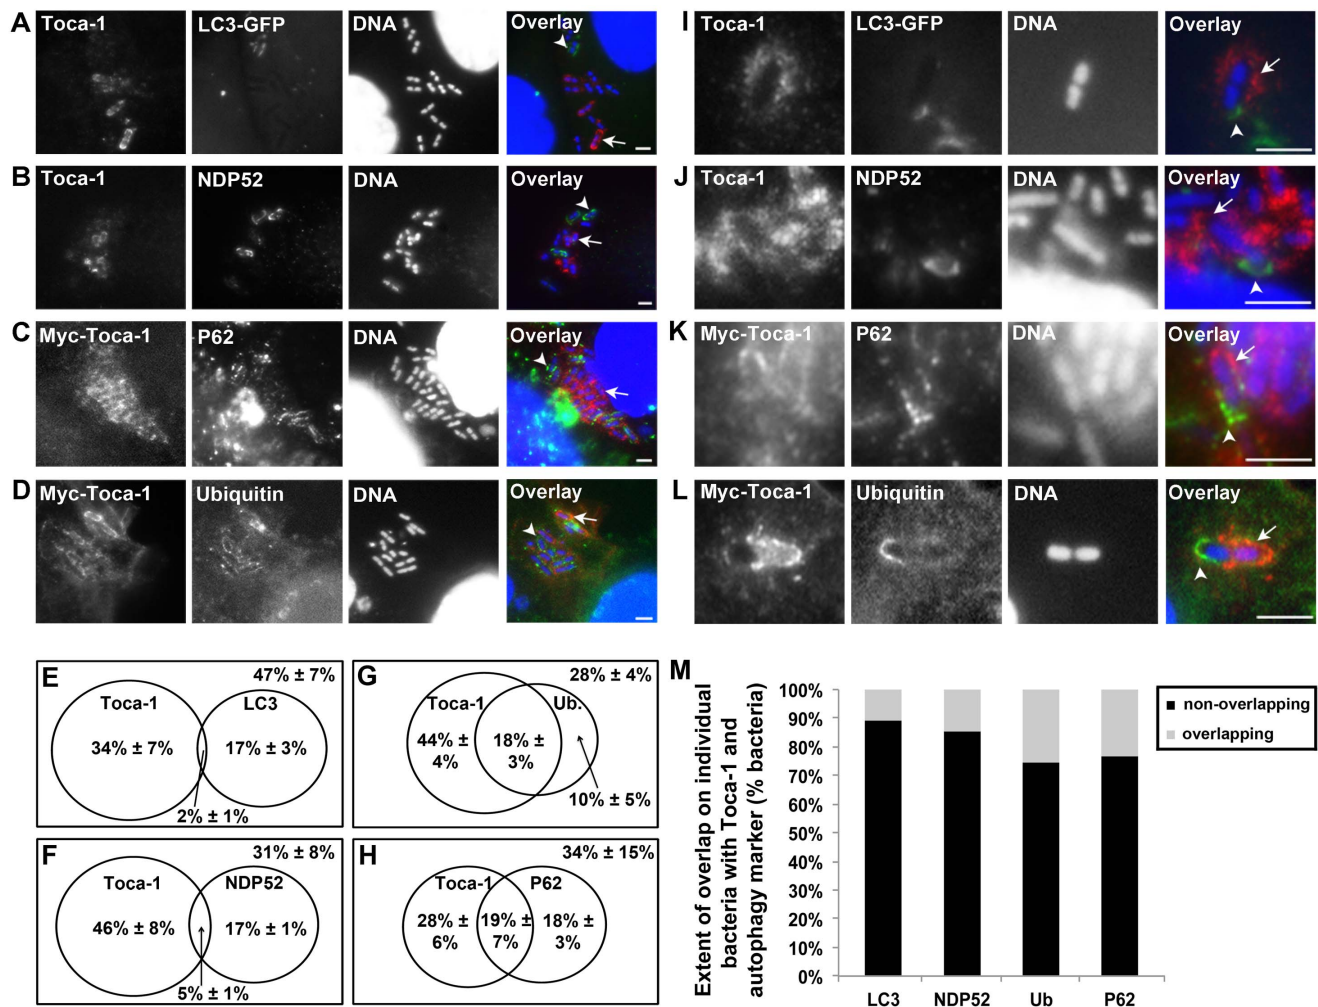 A Toca-1 LC3-GFP DNA Overlay
B Toca-1 NDP52 DNA Overlay
C Myc-Toca-1 P62 DNA Overlay
D Myc-Toca-1 Ubiquitin DNA Overlay
I Toca-1 LC3-GFP DNA Overlay
J Toca-1 NDP52 DNA Overlay
K Myc-Toca-1 P62 DNA Overlay
L Myc-Toca-1 Ubiquitin DNA Overlay
E 47% ± 7%
Toca-1 LC3
34% ± 7% 17% ± 3%
2% ± 1%
G 28% ± 4%
Toca-1 Ub.
44% ± 18% ±
4% 3%
10% ± 5%
F 31% ± 8%
Toca-1 NDP52
46% ± 8% 17% ± 1%
5% ± 1%
H 34% ± 15%
Toca-1 P62
28% ± 19% ± 18% ±
6% 7% 3%
M
Extent of overlap on individual
bacteria with Toca-1 and
autophagy marker (% bacteria)
100%
90%
80%
70%
60%
50%
40%
30%
20%
10%
0%
LC3 NDP52 Ub P62
non-overlapping
overlapping